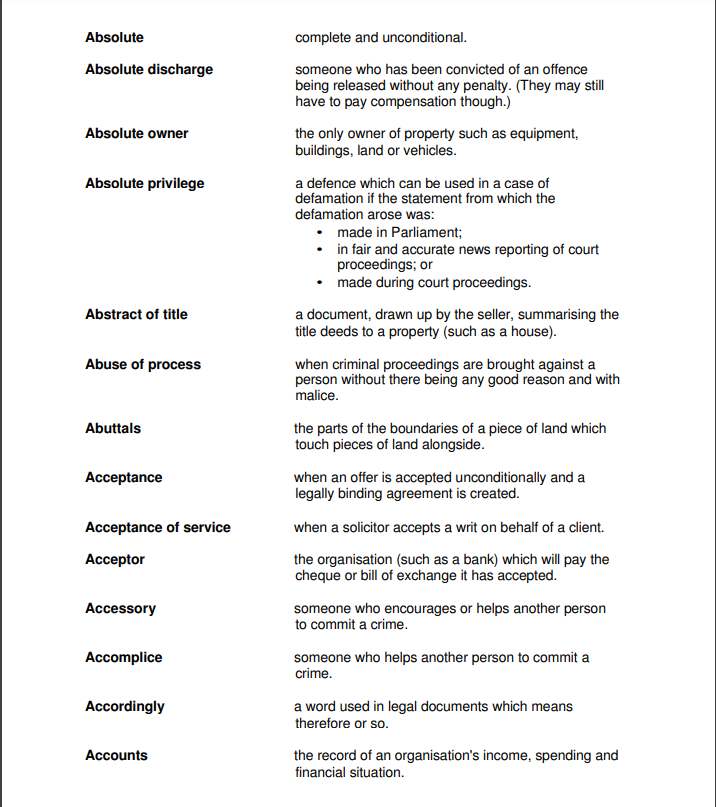 Absolute complete and unconditional.
Absolute discharge someone who has been convicted of an offence
being released without any penalty. (They may still
have to pay compensation though.)
Absolute owner the only owner of property such as equipment,
buildings, land or vehicles.
Absolute privilege a defence which can be used in a case of
defamation if the statement from which the
defamation arose was:
• made in Parliament;
• in fair and accurate news reporting of court
proceedings; or
• made during court proceedings.
Abstract of title a document, drawn up by the seller, summarising the
title deeds to a property (such as a house).
Abuse of process when criminal proceedings are brought against a
person without there being any good reason and with
malice.
Abuttals the parts of the boundaries of a piece of land which
touch pieces of land alongside.
Acceptance when an offer is accepted unconditionally and a
legally binding agreement is created.
Acceptance of service when a solicitor accepts a writ on behalf of a client.
Acceptor the organisation (such as a bank) which will pay the
cheque or bill of exchange it has accepted.
Accessory someone who encourages or helps another person
to commit a crime.
Accomplice someone who helps another person to commit a
crime.
Accordingly a word used in legal documents which means
therefore or so.
Accounts the record of an organisation's income, spending and
financial situation.